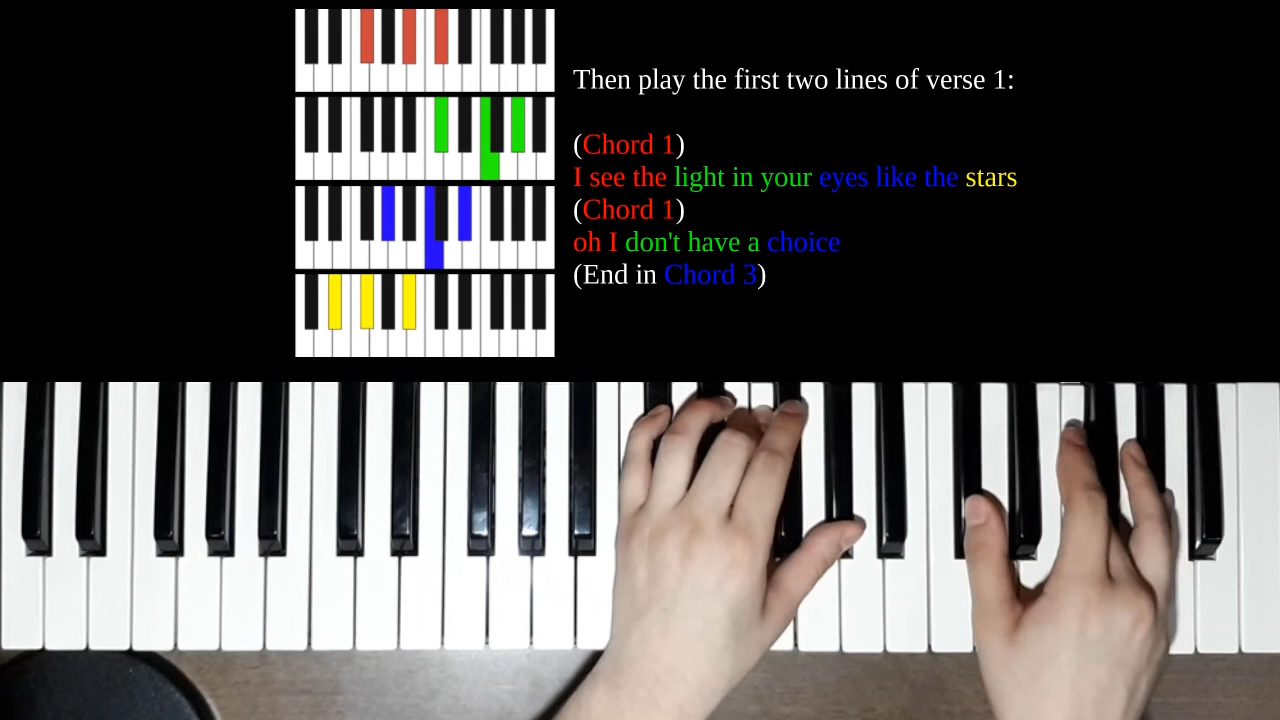 Then play the first two lines of verse 1:
(Chord 1)
I see the light in your eyes like the stars
(Chord 1)
oh I don't have a choice
(End in Chord 3)